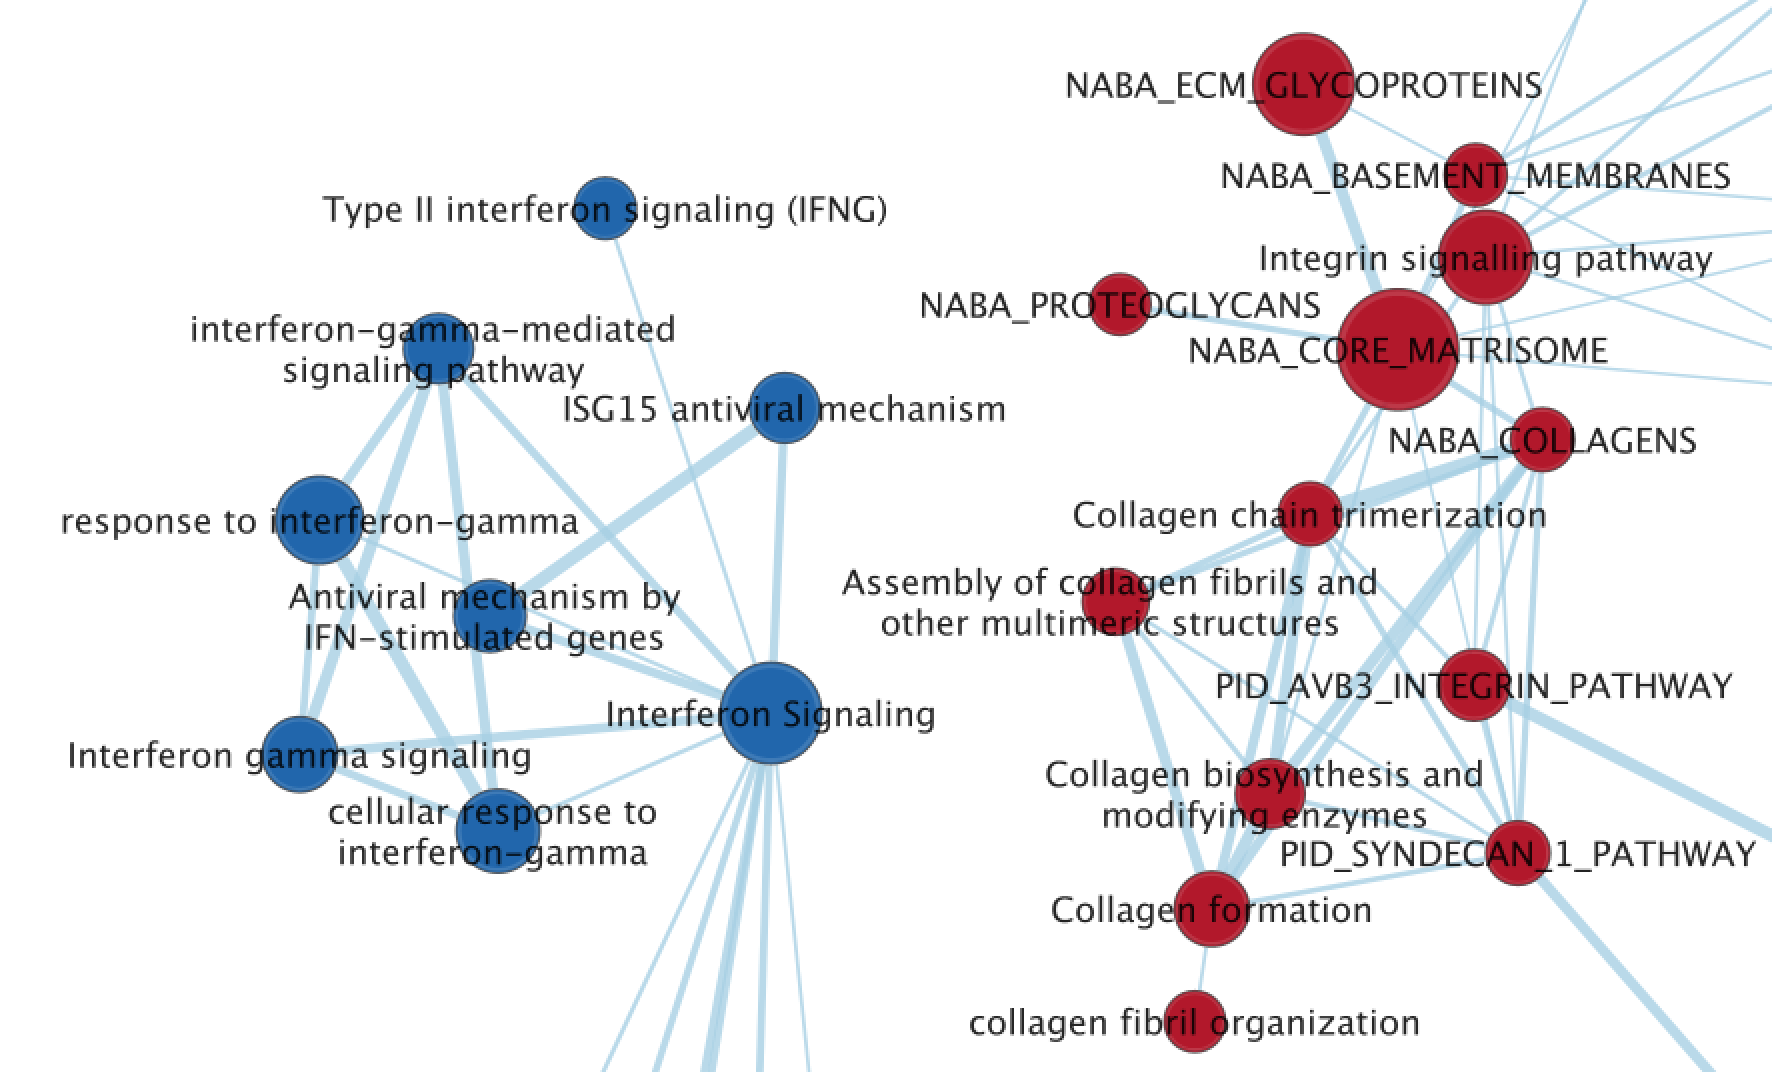 NABA_ECM_GLYCOPROTEINS
NABA_BASEMENT_MEMBRANES
Type II interferon signaling (IFNG)
Integrin signalling pathway
NABA_PROTEOGLYCANS
interferon-gamma-mediated
signaling pathway
NABA_CORE_MATRISOME
ISG15 antiviral mechanism
NABA_COLLAGENS
response to interferon-gamma
Collagen chain trimerization
Antiviral mechanism by
IFN-stimulated genes
Assembly of collagen fibrils and
other multimeric structures
PID_AVB3_INTEGRIN_PATHWAY
Interferon Signaling
Interferon gamma signaling
Collagen biosynthesis and
modifying enzymes
cellular response to
interferon-gamma
PID_SYNDECAN_1_PATHWAY
Collagen formation
collagen fibril organization